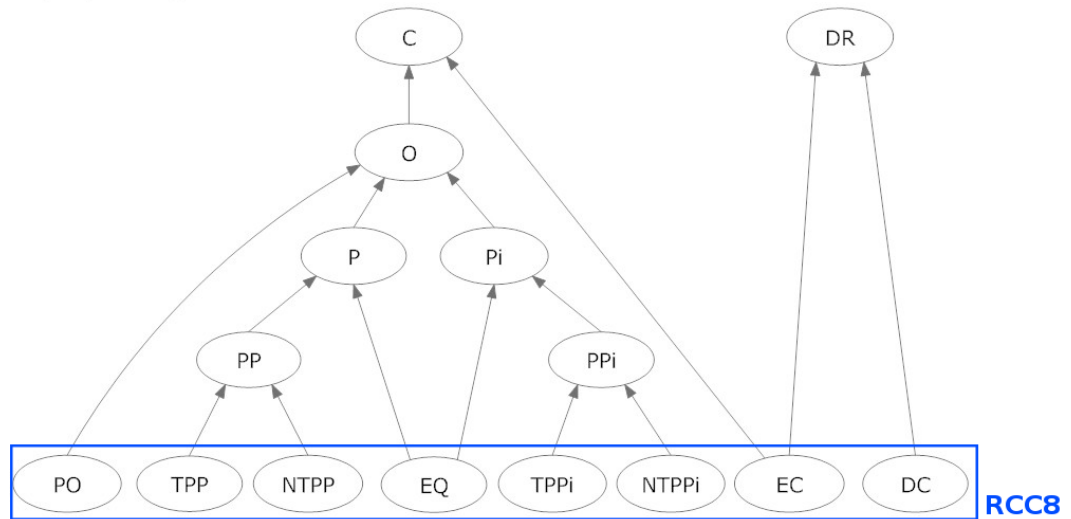 C DR
O
P Pi
PP PPi
PO TPP NTPP EQ TPPi NTPPi EC DC
RCC8